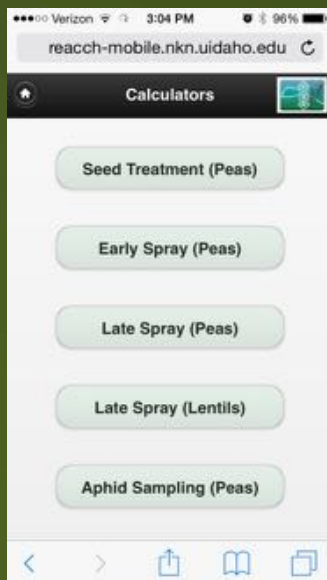 Verizon 3:04 PM 96%
reacch-mobile.nkn.uidaho.edu
Calculators
Seed Treatment (Peas)
Early Spray (Peas)
Late Spray (Peas)
Late Spray (Lentils)
Aphid Sampling (Peas)